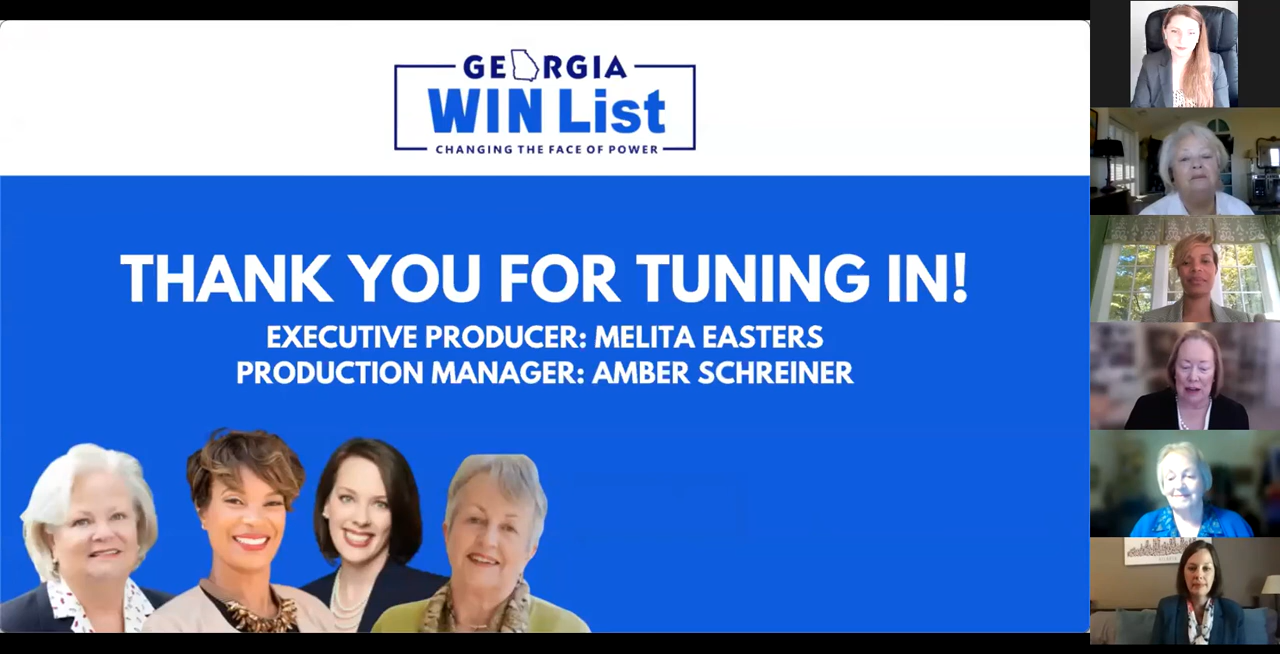 GEORGIA
WIN List
CHANGING THE FACE OF POWER
THANK YOU FOR TUNING IN!
EXECUTIVE PRODUCER: MELITA EASTERS
PRODUCTION MANAGER: AMBER SCHREINER